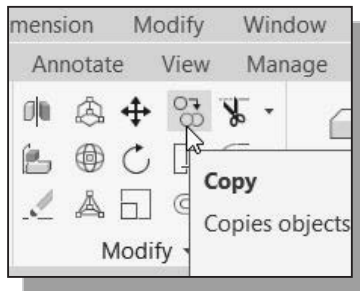 mension Modify Window
Annotate View Manage
Copy
Copies objects
Modify